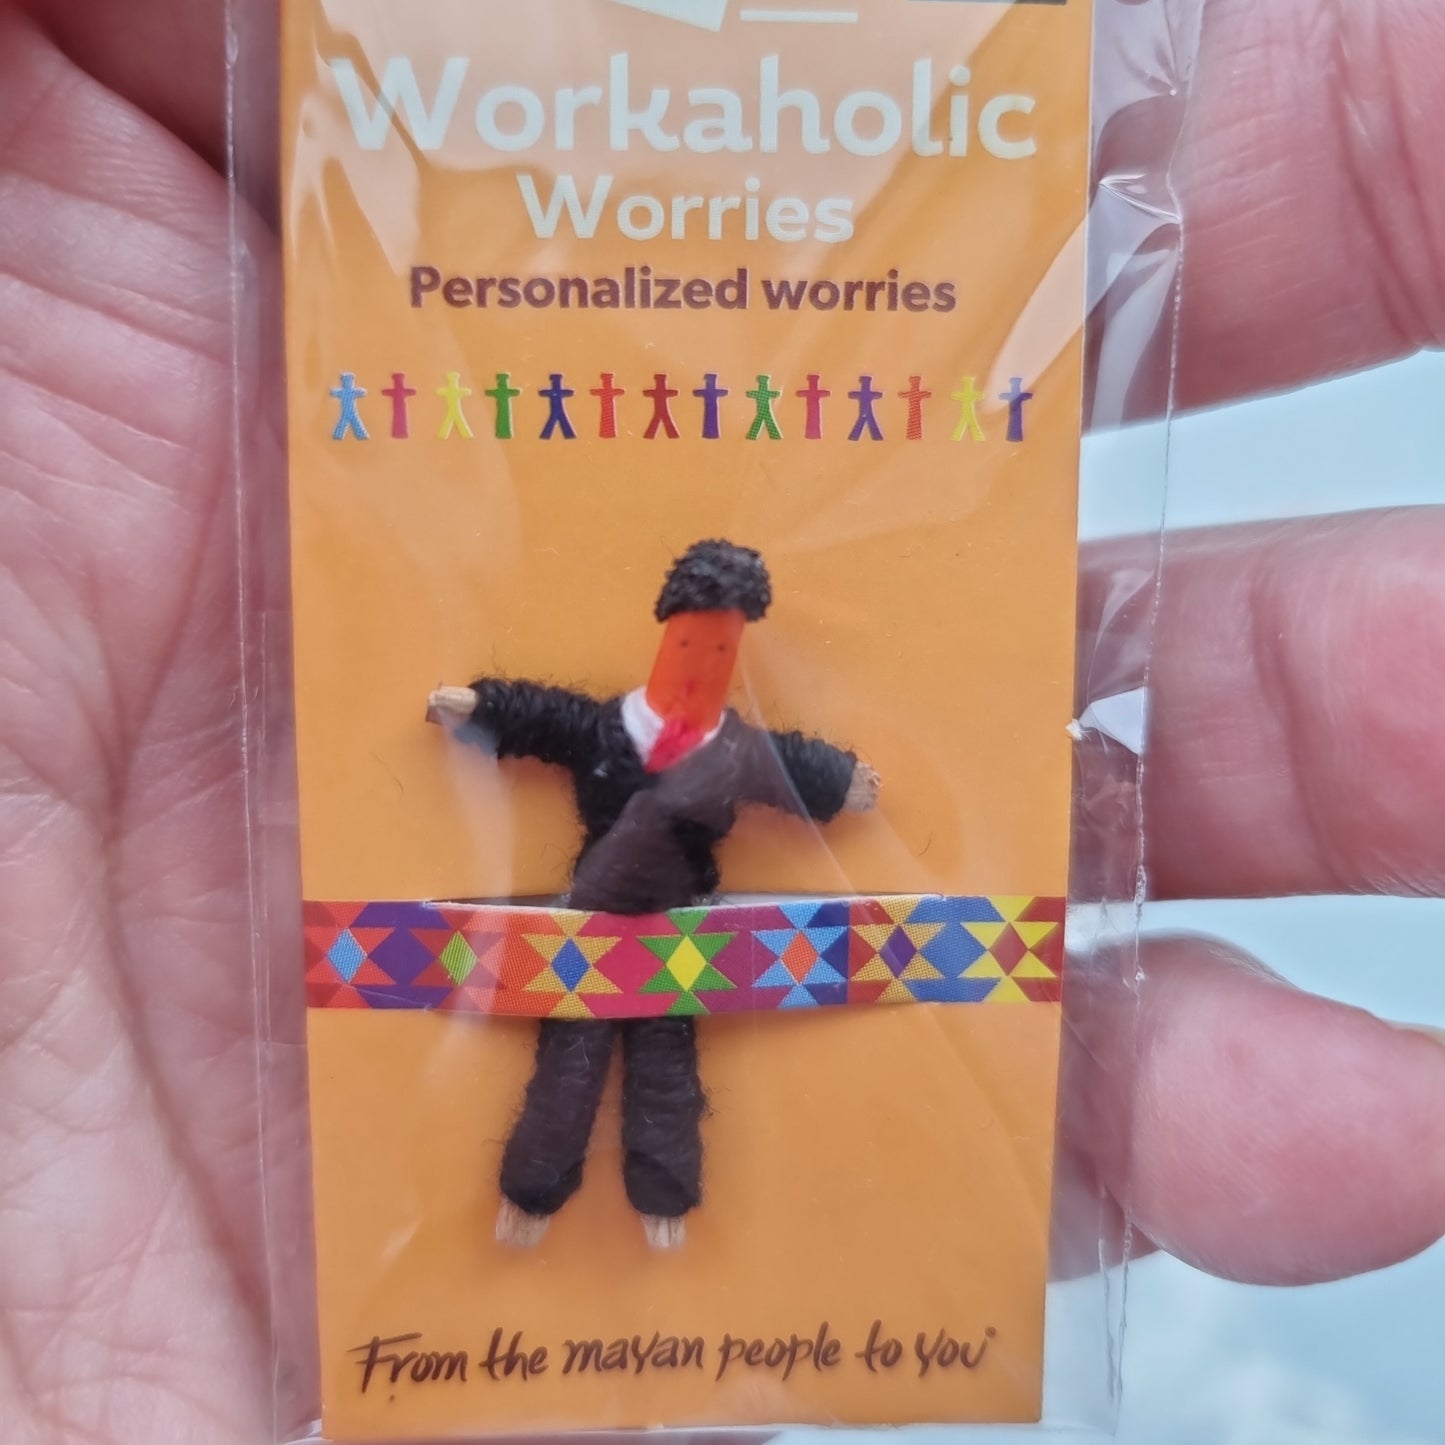 Workaholic
Worries
Personalized worries
From the mayan people to you®